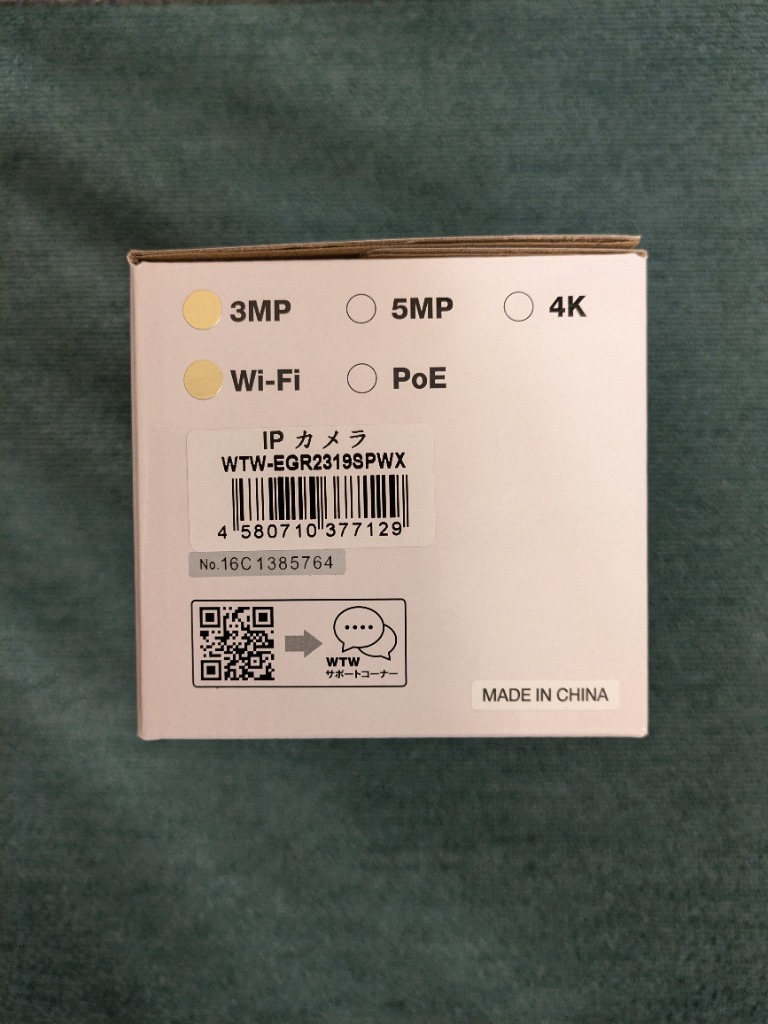 3MP 5MP 4K
Wi-Fi PoE
IP カメラ
WTW-EGR2319SPWX
4 580710 377129
No.16C1385764
WTW
サポートコーナー
MADE IN CHINA